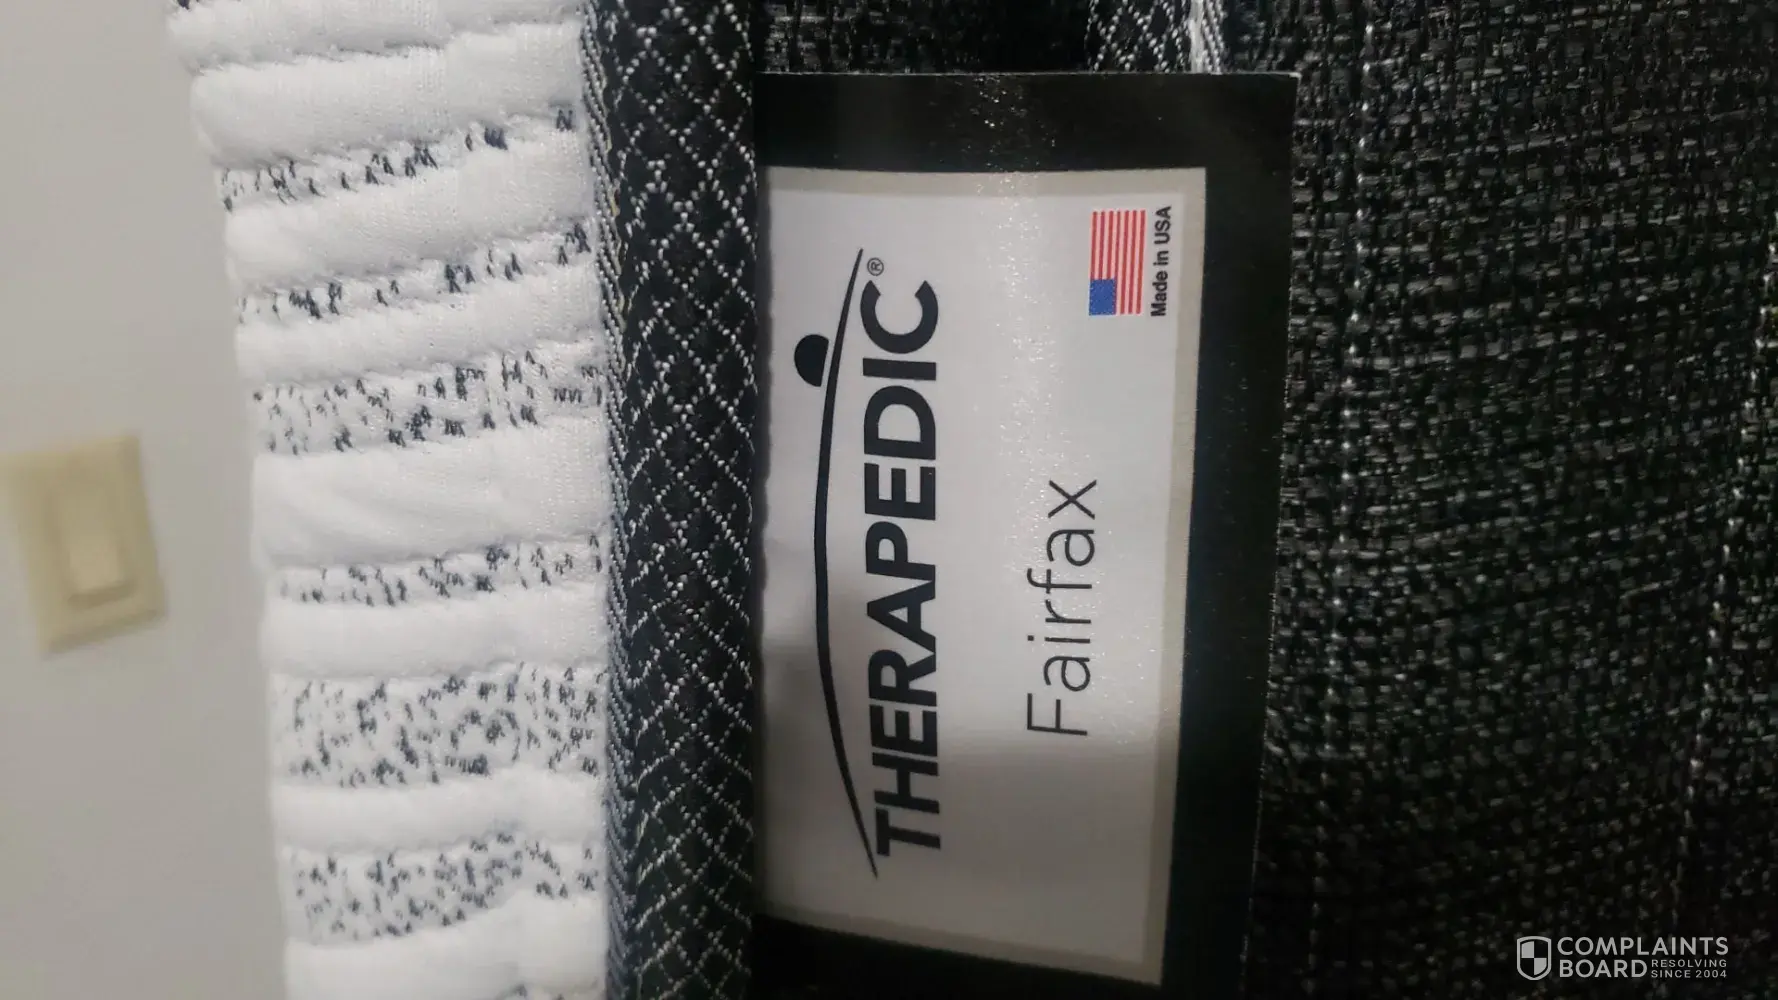 THERAPEDIC®
Fairfax
Made in USA
COMPLAINTS
BOARD RESOLVING
SINCE 2004